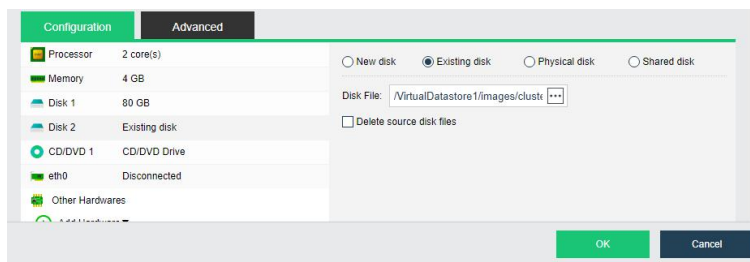 Configuration Advanced
Processor 2 core(s)
Memory 4 GB
Disk 1 80 GB
Disk 2 Existing disk
CD/DVD 1 CD/DVD Drive
eth0 Disconnected
Other Hardwares
Add Hardware
New disk Existing disk Physical disk Shared disk
Disk File: /VirtualDatastore1/images/cluste ...
Delete source disk files
OK Cancel